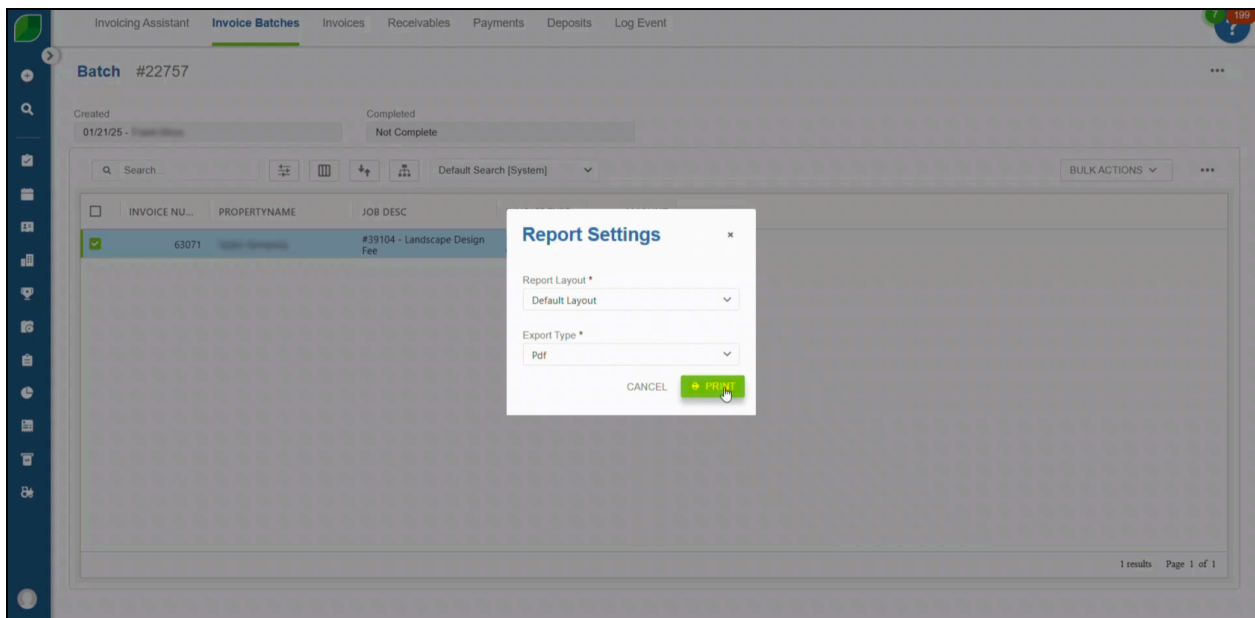 Invoicing Assistant Invoice Batches Invoices Receivables Payments Deposits Log Event
7 199
?
Batch #22757
Created Completed
01/21/25 - Not Complete
Search... Default Search [System] BULK ACTIONS
INVOICE NU... PROPERTYNAME JOB DESC
63071 #39104 - Landscape Design
Fee
Report Settings
Report Layout *
Default Layout
Export Type *
Pdf
CANCEL PRINT
1 results Page 1 of 1